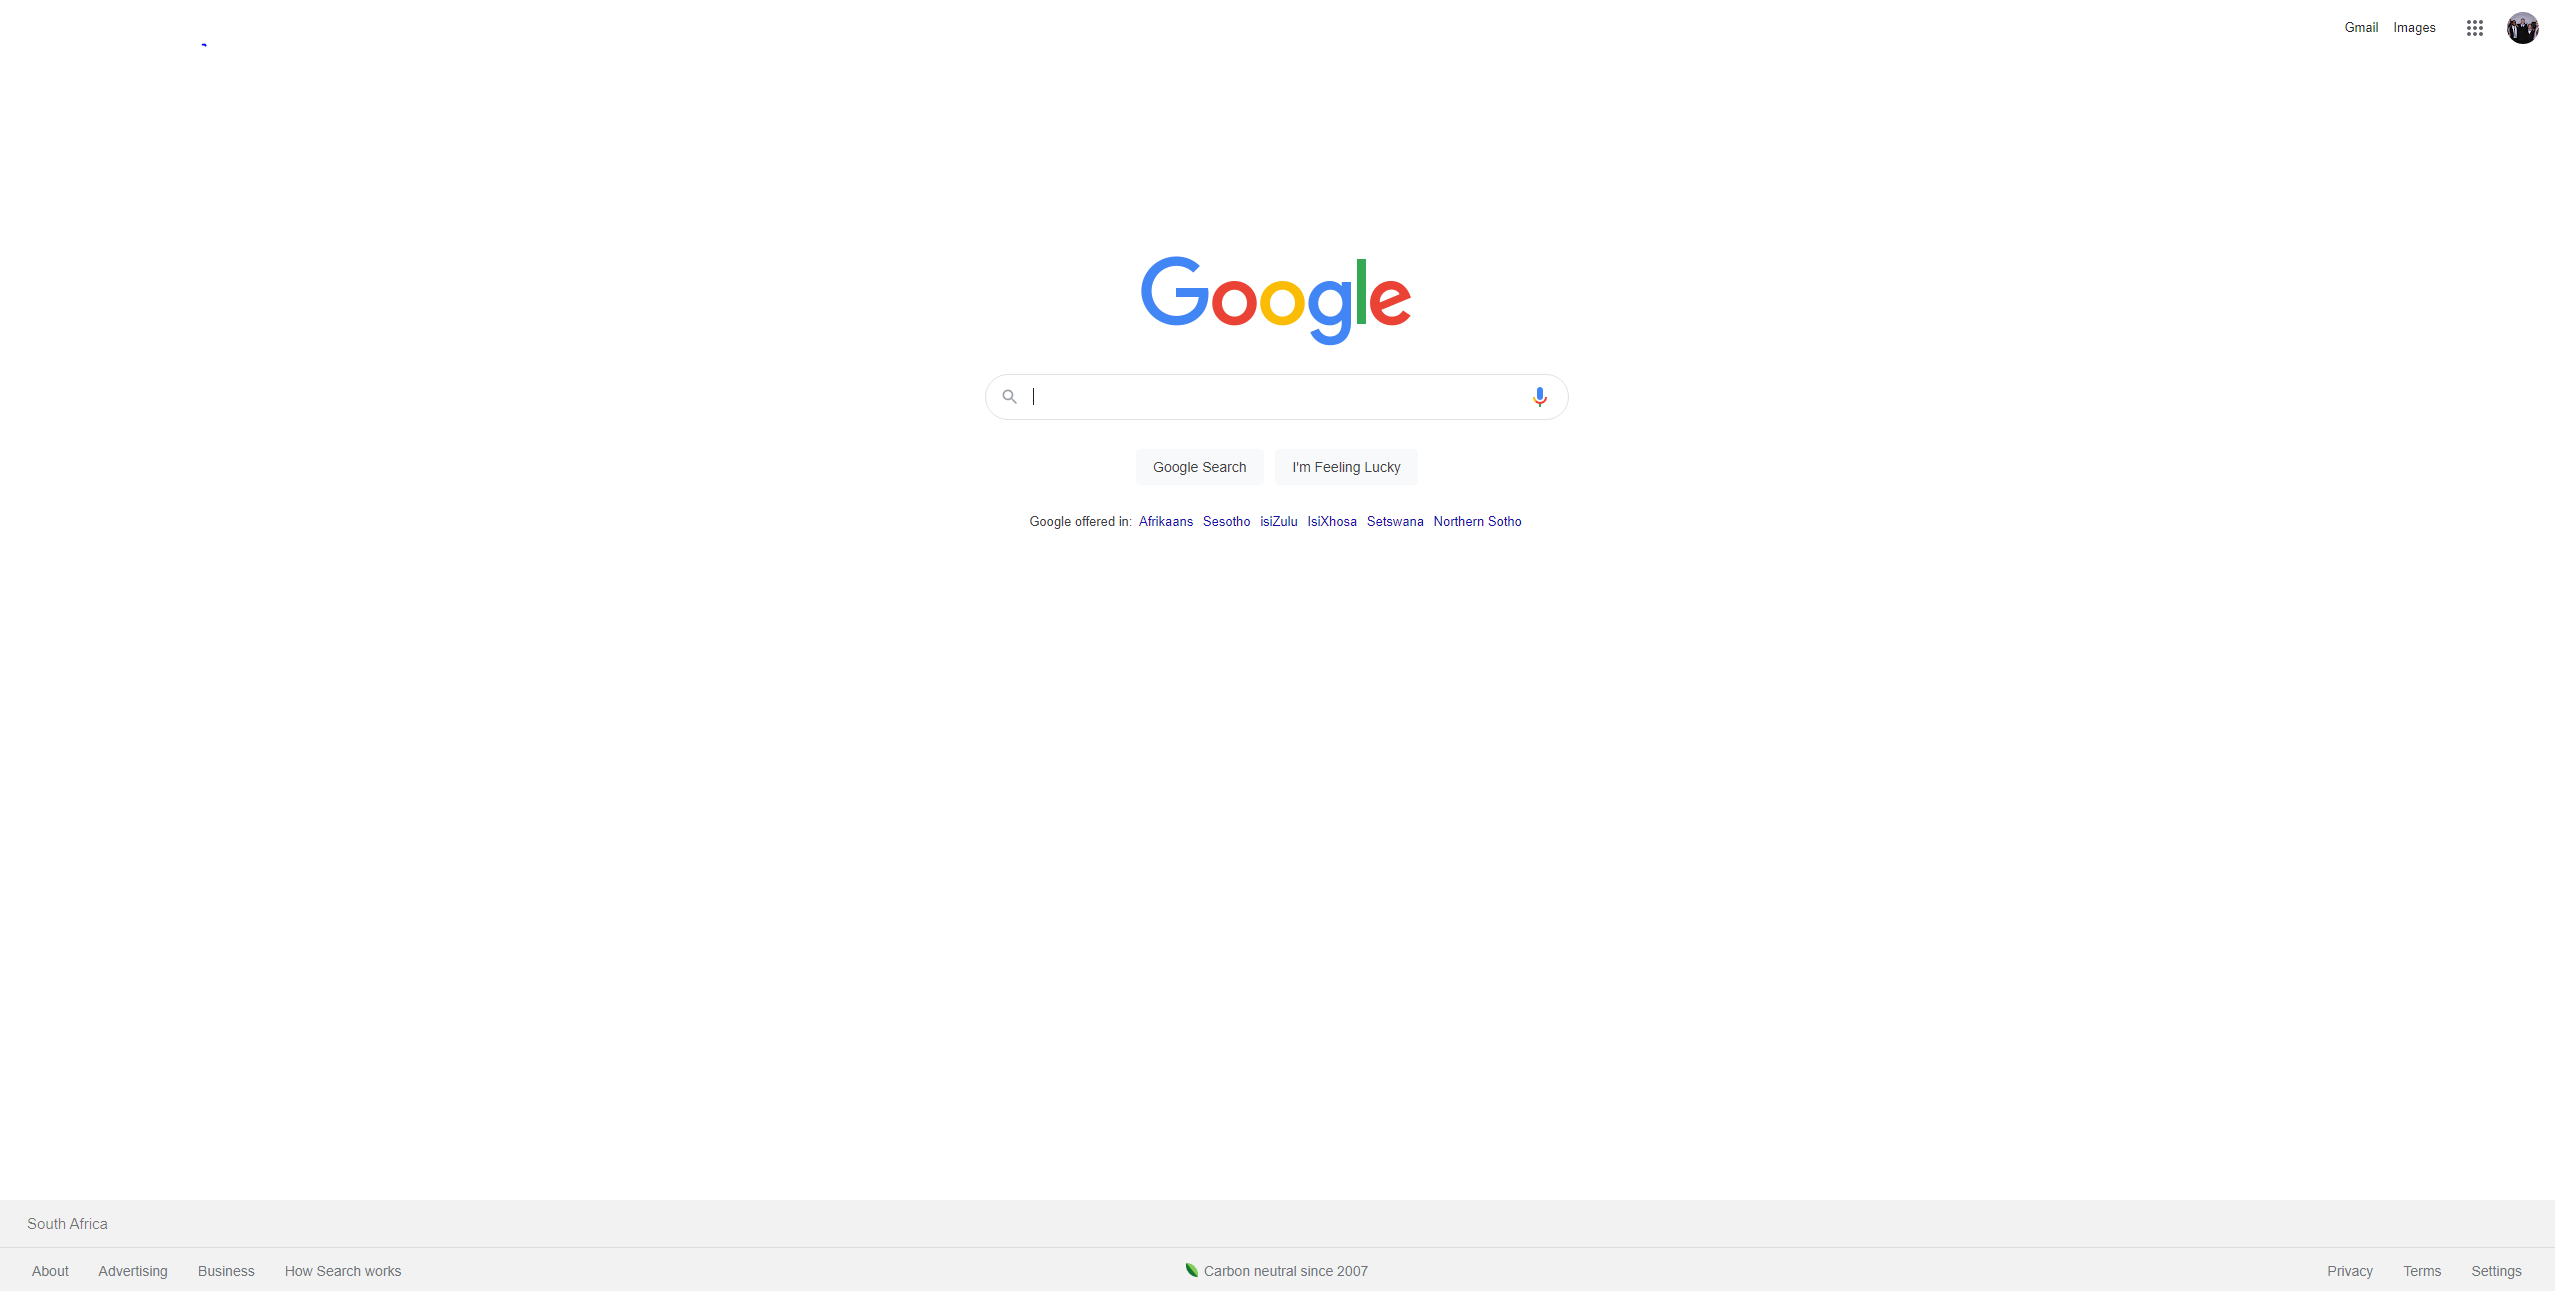 Gmail Images
Google
Google Search I'm Feeling Lucky
Google offered in: Afrikaans Sesotho isiZulu IsiXhosa Setswana Northern Sotho
South Africa
About Advertising Business How Search works Carbon neutral since 2007 Privacy Terms Settings